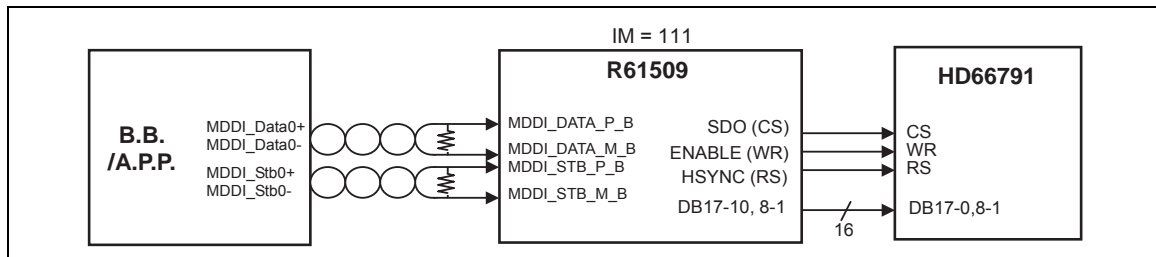 IM = 111
R61509
HD66791
B.B.
/A.P.P.
MDDI_Data0+
MDDI_Data0-
MDDI_Stb0+
MDDI_Stb0-
MDDI_DATA_P_B
MDDI_DATA_M_B
MDDI_STB_P_B
MDDI_STB_M_B
SDO (CS)
ENABLE (WR)
HSYNC (RS)
DB17-10, 8-1
16
CS
WR
RS
DB17-0,8-1